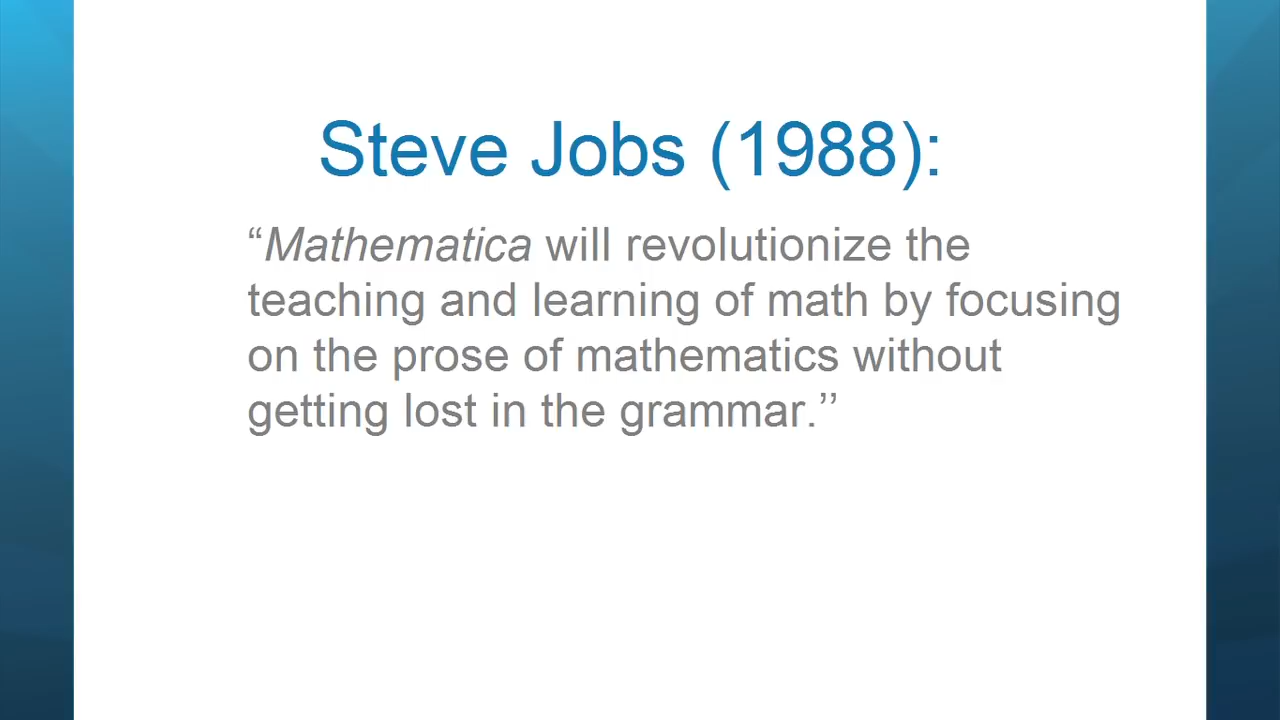 Steve Jobs (1988):
“Mathematica will revolutionize the
teaching and learning of math by focusing
on the prose of mathematics without
getting lost in the grammar.’’